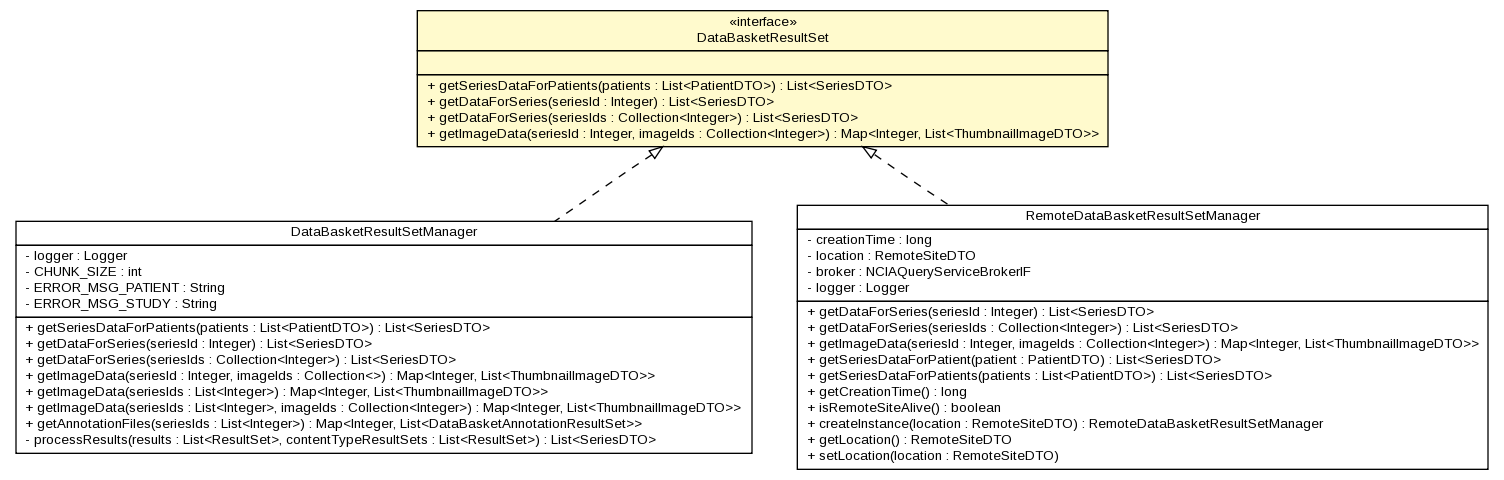 «interface»
DataBasketResultSet
+ getSeriesDataForPatients(patients : List<PatientDTO>) : List<SeriesDTO>
+ getDataForSeries(seriesId : Integer) : List<SeriesDTO>
+ getDataForSeries(seriesIds : Collection<Integer>) : List<SeriesDTO>
+ getImageData(seriesId : Integer, imageIds : Collection<Integer>) : Map<Integer, List<ThumbnailImageDTO>>
DataBasketResultSetManager
- logger : Logger
- CHUNK_SIZE : int
- ERROR_MSG_PATIENT : String
- ERROR_MSG_STUDY : String
+ getSeriesDataForPatients(patients : List<PatientDTO>) : List<SeriesDTO>
+ getDataForSeries(seriesId : Integer) : List<SeriesDTO>
+ getDataForSeries(seriesIds : Collection<Integer>) : List<SeriesDTO>
+ getImageData(seriesId : Integer, imageIds : Collection<>) : Map<Integer, List<ThumbnailImageDTO>>
+ getImageData(seriesIds : List<Integer>) : Map<Integer, List<ThumbnailImageDTO>>
+ getImageData(seriesIds : List<Integer>, imageIds : Collection<Integer>) : Map<Integer, List<ThumbnailImageDTO>>
+ getAnnotationFiles(seriesIds : List<Integer>) : Map<Integer, List<DataBasketAnnotationResultSet>>
- processResults(results : List<ResultSet>, contentTypeResultSets : List<ResultSet>) : List<SeriesDTO>
RemoteDataBasketResultSetManager
- creationTime : long
- location : RemoteSiteDTO
- broker : NCIAQueryServiceBrokerIF
- logger : Logger
+ getDataForSeries(seriesId : Integer) : List<SeriesDTO>
+ getDataForSeries(seriesIds : Collection<Integer>) : List<SeriesDTO>
+ getImageData(seriesId : Integer, imageIds : Collection<Integer>) : Map<Integer, List<ThumbnailImageDTO>>
+ getSeriesDataForPatient(patient : PatientDTO) : List<SeriesDTO>
+ getSeriesDataForPatients(patients : List<PatientDTO>) : List<SeriesDTO>
+ getCreationTime() : long
+ isRemoteSiteAlive() : boolean
+ createInstance(location : RemoteSiteDTO) : RemoteDataBasketResultSetManager
+ getLocation() : RemoteSiteDTO
+ setLocation(location : RemoteSiteDTO)